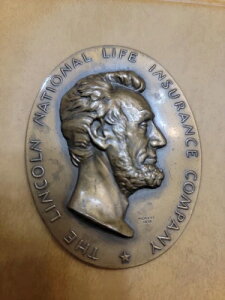 THE LINCOLN NATIONAL LIFE INSURANCE COMPANY